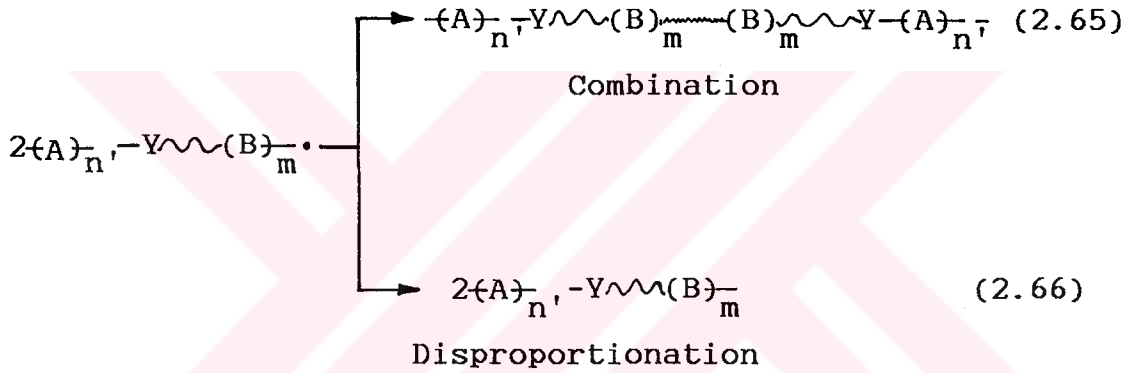 -(A)-n'-Y~~~(B)-m~~~(B)-m~~~Y-(A)-n'- (2.65)
Combination
2-(A)-n'-Y~~~(B)-m•
2-(A)-n'-Y~~~(B)-m (2.66)
Disproportionation